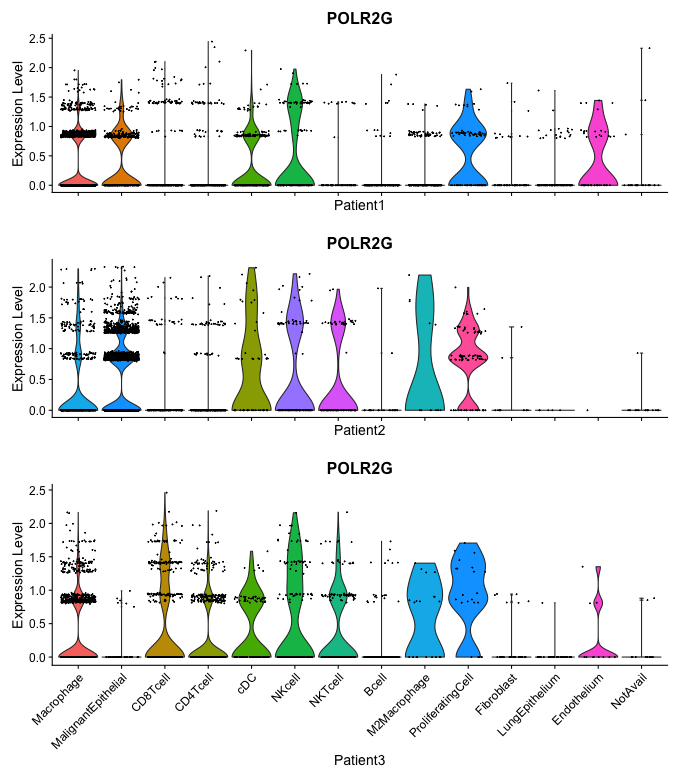 POLR2G
Expression Level
2.5
2.0
1.5
1.0
0.5
0.0
Patient1
POLR2G
Expression Level
2.0
1.5
1.0
0.5
0.0
Patient2
POLR2G
Expression Level
2.5
2.0
1.5
1.0
0.5
0.0
Macrophage
MalignantEpithelial
CD8Tcell
CD4Tcell
cDC
NKcell
NKTcell
Bcell
M2Macrophage
ProliferatingCell
Fibroblast
LungEpithelium
Endothelium
NotAvail
Patient3